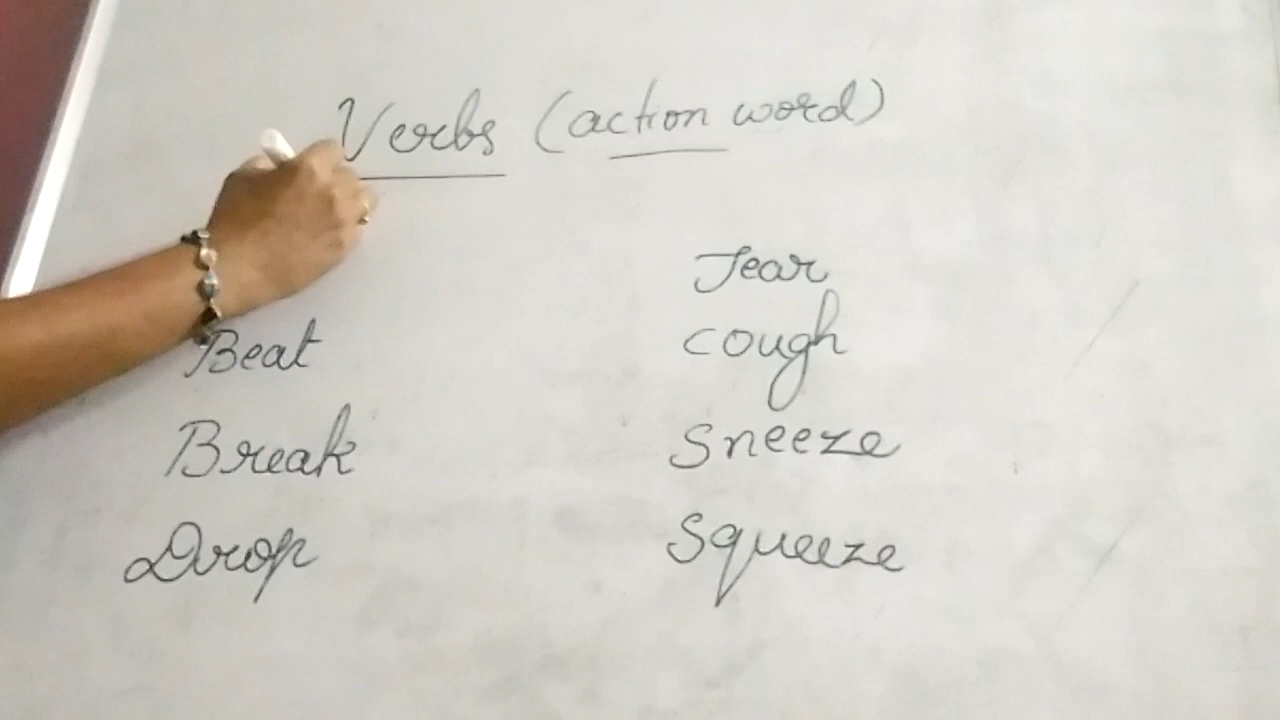 Verbs (action word)
Tear
Beat
cough
Break
Sneeze
Drop
Squeeze